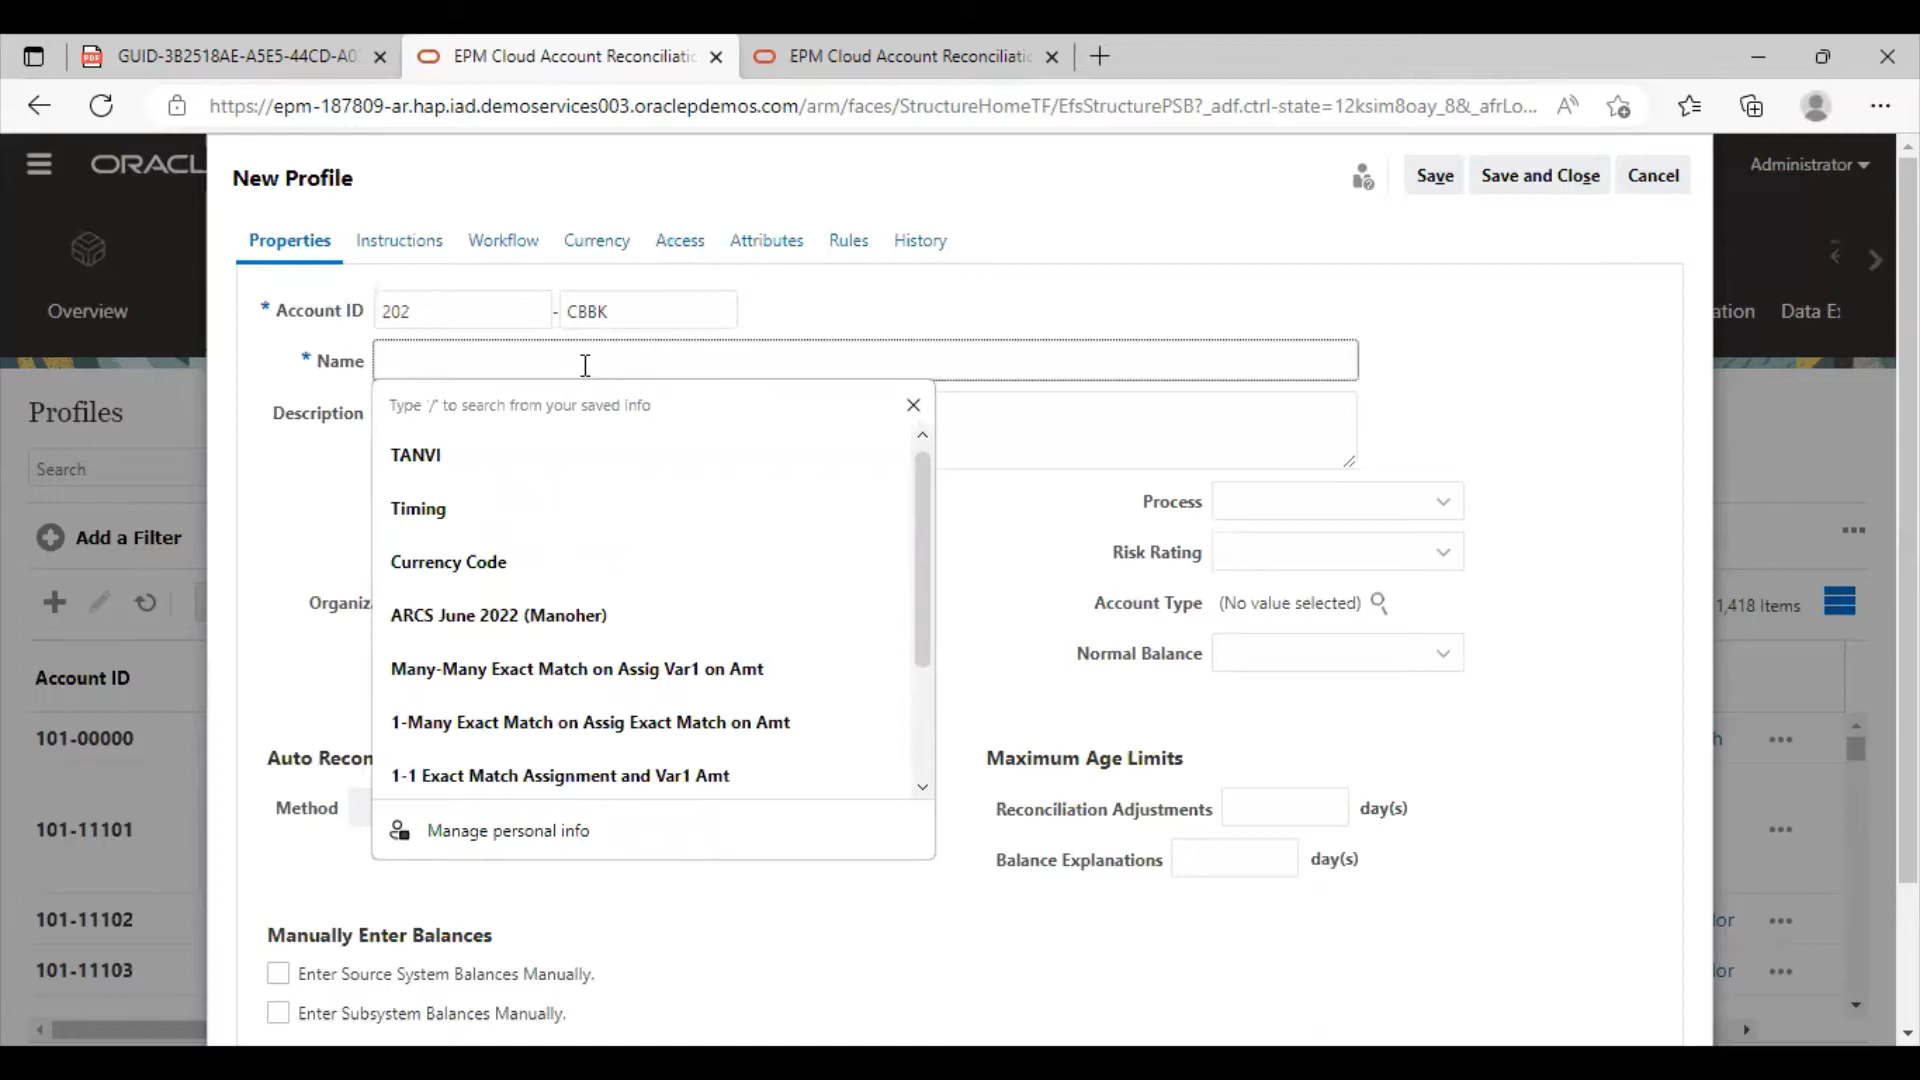 GUID-3B2518AE-A5E5-44CD-A0
EPM Cloud Account Reconciliatio
EPM Cloud Account Reconciliatio
https://epm-187809-ar.hap.iad.demoservices003.oraclepdemos.com/arm/faces/StructureHomeTF/EfsStructurePSB?_adf.ctrl-state=12ksim8oay_8&_afrLo...
ORACL
Administrator
New Profile
Save
Save and Close
Cancel
Properties
Instructions
Workflow
Currency
Access
Attributes
Rules
History
Overview
ation
Data E
* Account ID
202
-
CBBK
* Name
Profiles
Description
Type '/' to search from your saved info
TANVI
Search
Process
Timing
Add a Filter
Risk Rating
Currency Code
Organiz
Account Type
(No value selected)
1,418 Items
ARCS June 2022 (Manoher)
Normal Balance
Many-Many Exact Match on Assig Var1 on Amt
Account ID
1-Many Exact Match on Assig Exact Match on Amt
101-00000
h
Auto Recon
Maximum Age Limits
1-1 Exact Match Assignment and Var1 Amt
Method
Reconciliation Adjustments
day(s)
101-11101
Manage personal info
Balance Explanations
day(s)
101-11102
lor
Manually Enter Balances
101-11103
Enter Source System Balances Manually.
lor
Enter Subsystem Balances Manually.